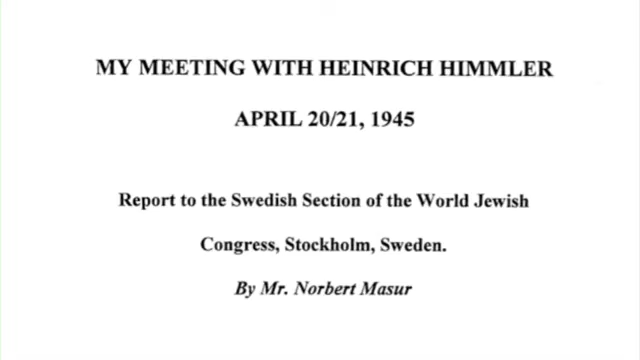 MY MEETING WITH HEINRICH HIMMLER
APRIL 20/21, 1945
Report to the Swedish Section of the World Jewish
Congress, Stockholm, Sweden.
By Mr. Norbert Masur